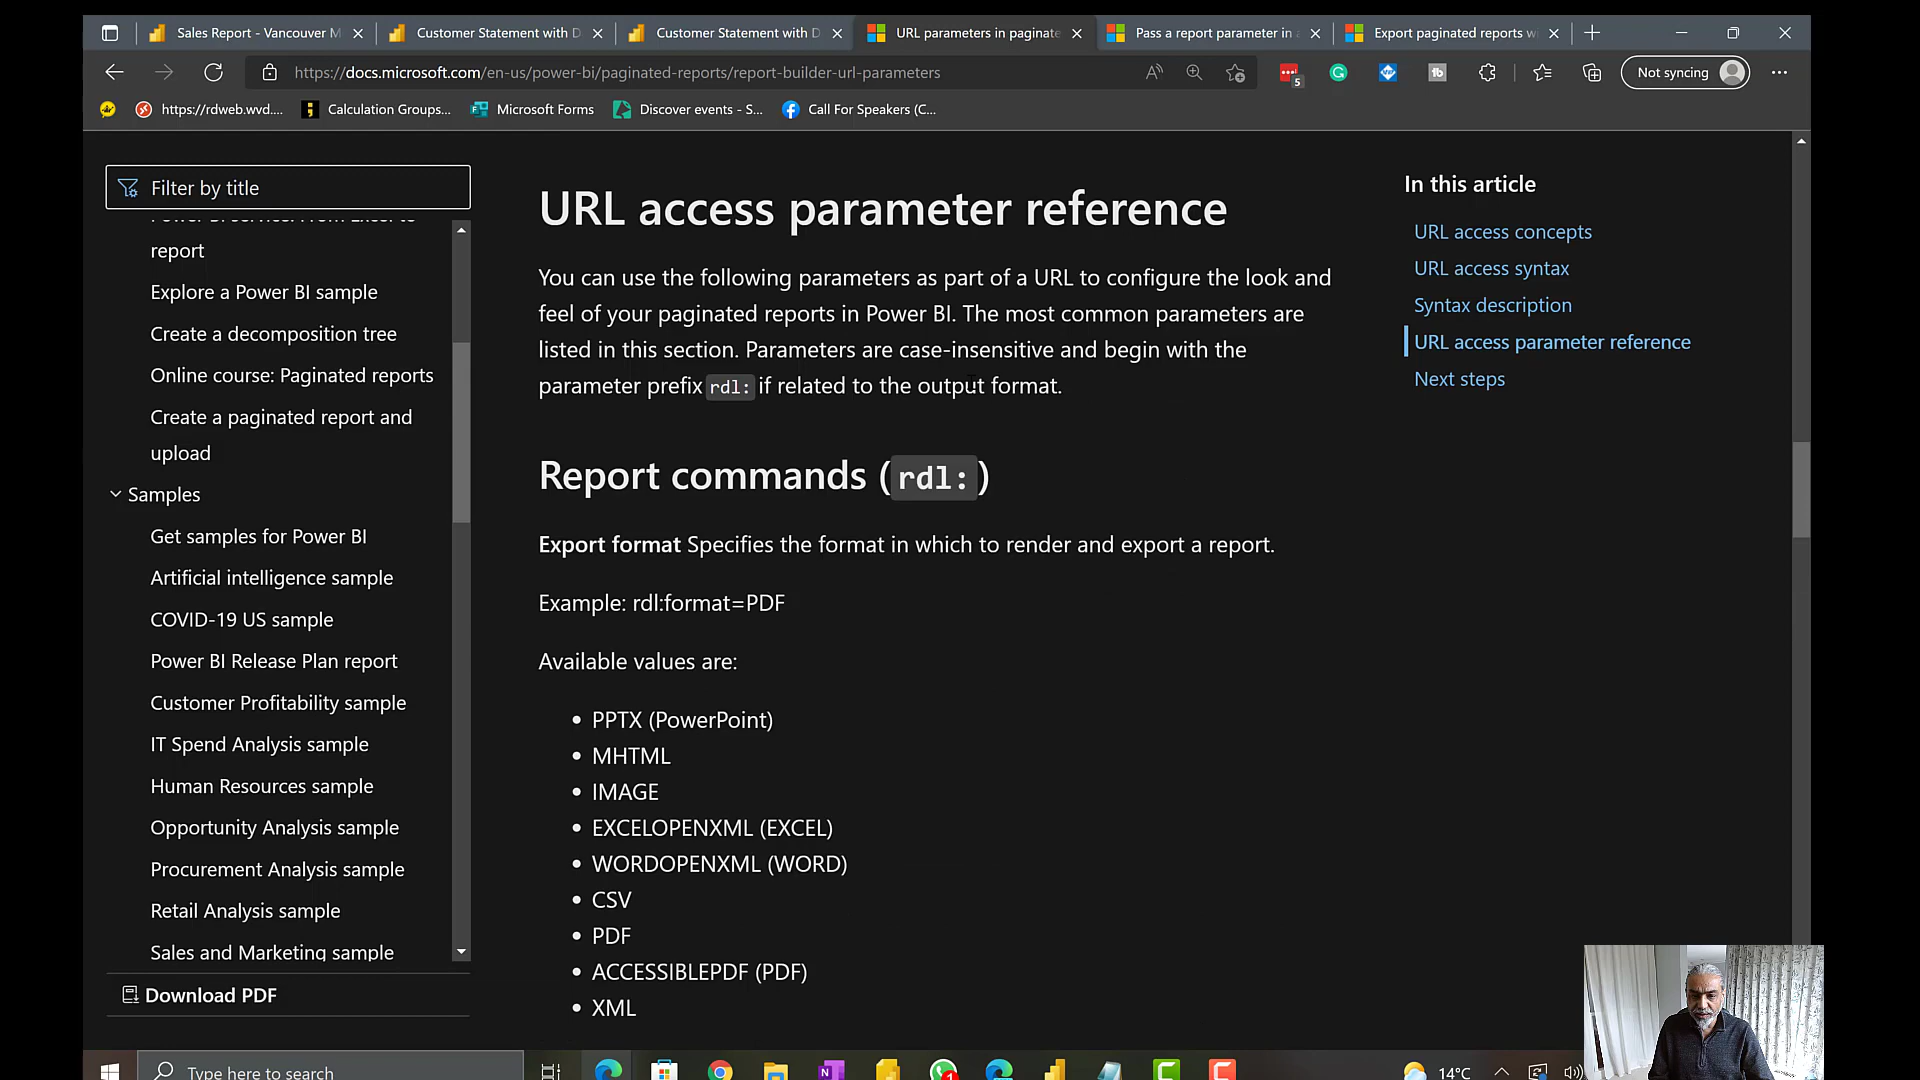 Sales Report - Vancouver M
Customer Statement with D
Customer Statement with D
URL parameters in paginate
Pass a report parameter in a
Export paginated reports w
https://docs.microsoft.com/en-us/power-bi/paginated-reports/report-builder-url-parameters
5
Not syncing
https://rdweb.wvd....
Calculation Groups...
Microsoft Forms
Discover events - S...
Call For Speakers (C...
Filter by title
report
Explore a Power BI sample
Create a decomposition tree
Online course: Paginated reports
Create a paginated report and
upload
Samples
Get samples for Power BI
Artificial intelligence sample
COVID-19 US sample
Power BI Release Plan report
Customer Profitability sample
IT Spend Analysis sample
Human Resources sample
Opportunity Analysis sample
Procurement Analysis sample
Retail Analysis sample
Sales and Marketing sample
Download PDF
URL access parameter reference
You can use the following parameters as part of a URL to configure the look and
feel of your paginated reports in Power BI. The most common parameters are
listed in this section. Parameters are case-insensitive and begin with the
parameter prefix rdl: if related to the output format.
Report commands (rdl:)
Export format Specifies the format in which to render and export a report.
Example: rdl:format=PDF
Available values are:
• PPTX (PowerPoint)
• MHTML
• IMAGE
• EXCELOPENXML (EXCEL)
• WORDOPENXML (WORD)
• CSV
• PDF
• ACCESSIBLEPDF (PDF)
• XML
In this article
URL access concepts
URL access syntax
Syntax description
URL access parameter reference
Next steps
Type here to search
14°C